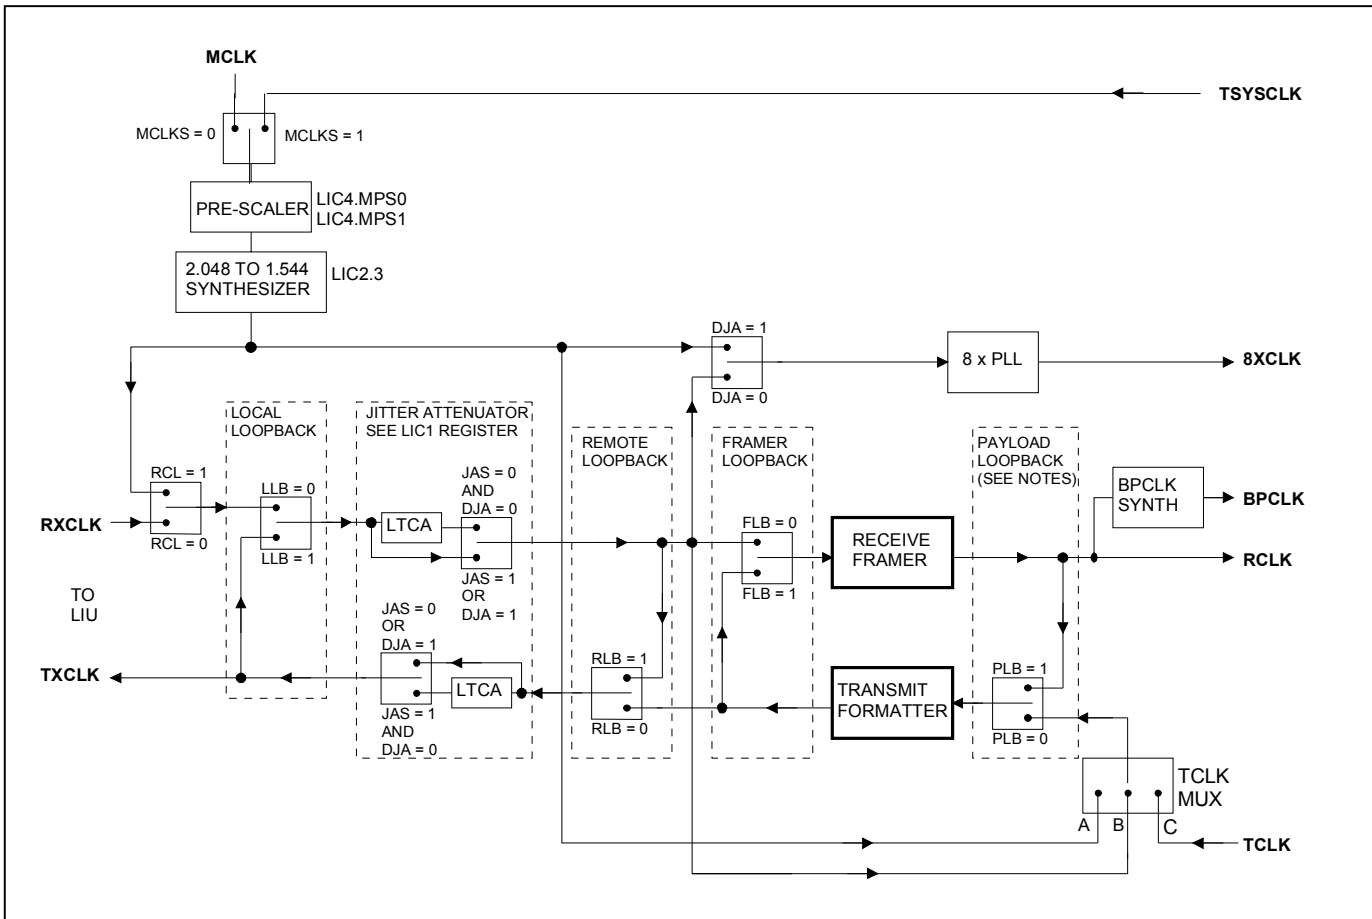 MCLK
TSYSCLK
MCLKS = 0
MCLKS = 1
PRE-SCALER
LIC4.MPS0
LIC4.MPS1
2.048 TO 1.544
SYNTHESIZER
LIC2.3
DJA = 1
DJA = 0
8 x PLL
8XCLK
LOCAL
LOOPBACK
JITTER ATTENUATOR
SEE LIC1 REGISTER
REMOTE
LOOPBACK
FRAMER
LOOPBACK
PAYLOAD
LOOPBACK
(SEE NOTES)
BPCLK
SYNTH
BPCLK
RCL = 1
RCL = 0
RXCLK
LLB = 0
LLB = 1
LTCA
JAS = 0
AND
DJA = 0
JAS = 1
OR
DJA = 1
FLB = 0
FLB = 1
RECEIVE
FRAMER
RCLK
TO
LIU
JAS = 0
OR
DJA = 1
TXCLK
LTCA
JAS = 1
AND
DJA = 0
RLB = 1
RLB = 0
TRANSMIT
FORMATTER
PLB = 1
PLB = 0
TCLK
MUX
A
B
C
TCLK